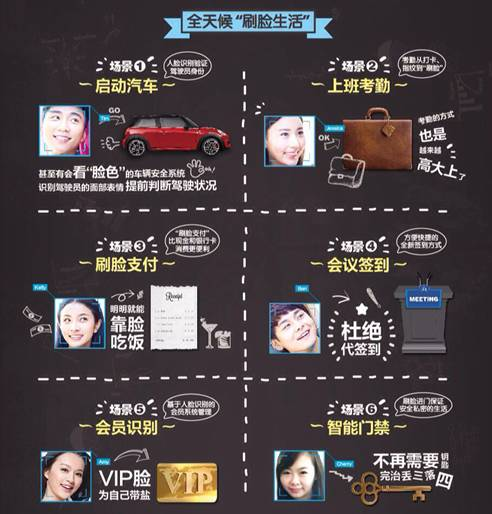 全天候“刷脸生活”
场景①
启动汽车
人脸识别验证
驾驶员身份
Tim
GO
甚至有会看“脸色”的车辆安全系统
识别驾驶员的面部表情 提前判断驾驶状况
场景②
上班考勤
考勤从打卡、
指纹到“刷脸”
Jessica
OK
考勤的方式
也是
越来越
高大上了
场景③
刷脸支付
“刷脸支付”
比现金和银行卡
消费更便利
Kelly
明明就能
靠脸
吃饭
Receipt
场景④
会议签到
方便快捷的
全新签到方式
Ben
杜绝
代签到
MEETING
场景⑤
会员识别
基于人脸识别的
会员系统管理
Amy
VIP脸
为自己带盐
VIP
场景⑥
智能门禁
刷脸进门保证
安全私密的生活
Cherry
不再需要钥匙
完治丢三落四